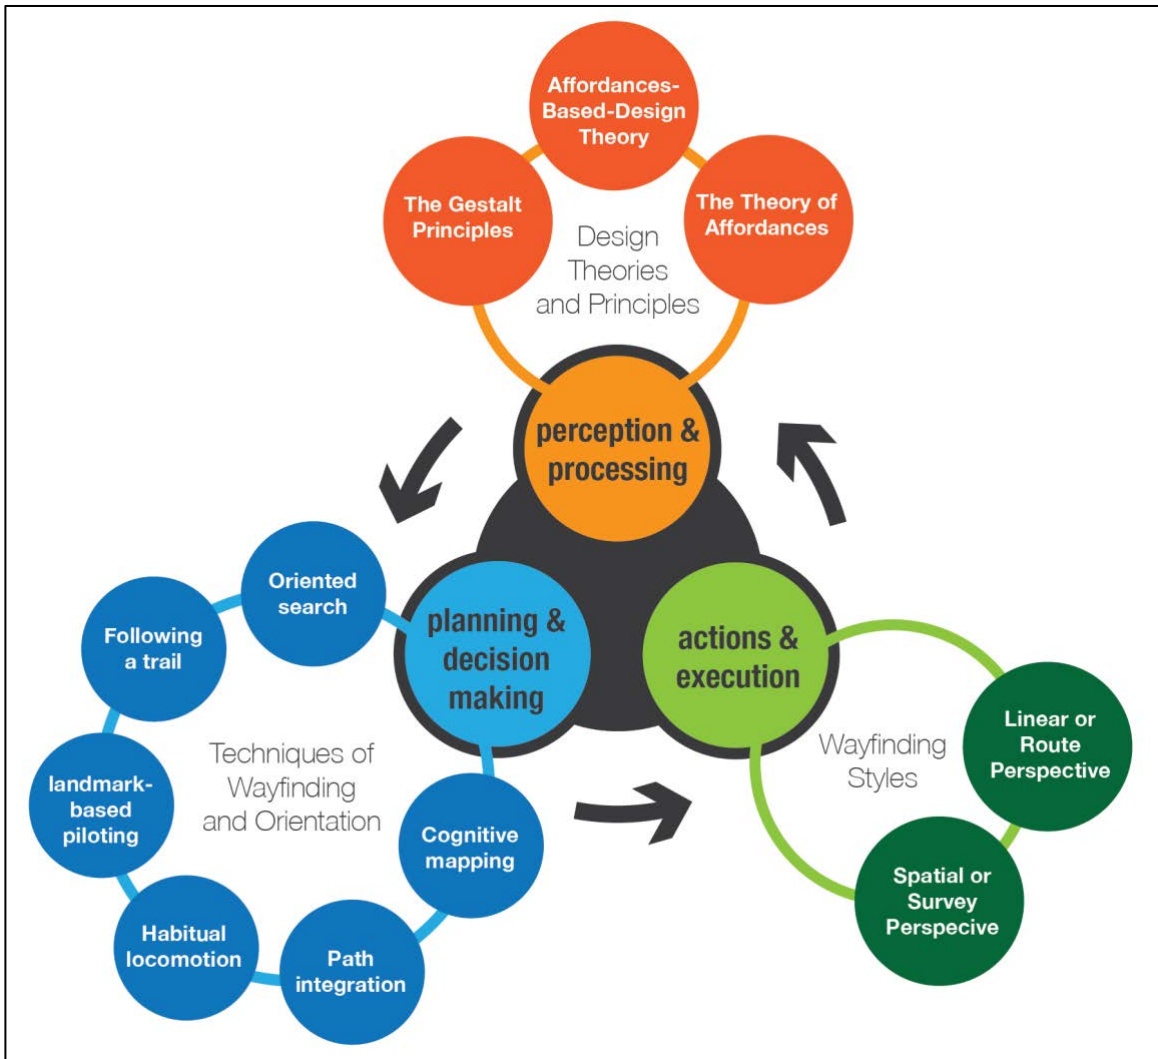 Affordances-
Based-Design
Theory
The Gestalt
Principles
The Theory of
Affordances
Design
Theories
and Principles
perception &
processing
Oriented
search
Following
a trail
landmark-
based
piloting
Habitual
locomotion
Path
integration
Cognitive
mapping
Techniques of
Wayfinding
and Orientation
planning &
decision
making
actions &
execution
Wayfinding
Styles
Linear or
Route
Perspective
Spatial or
Survey
Perspecive